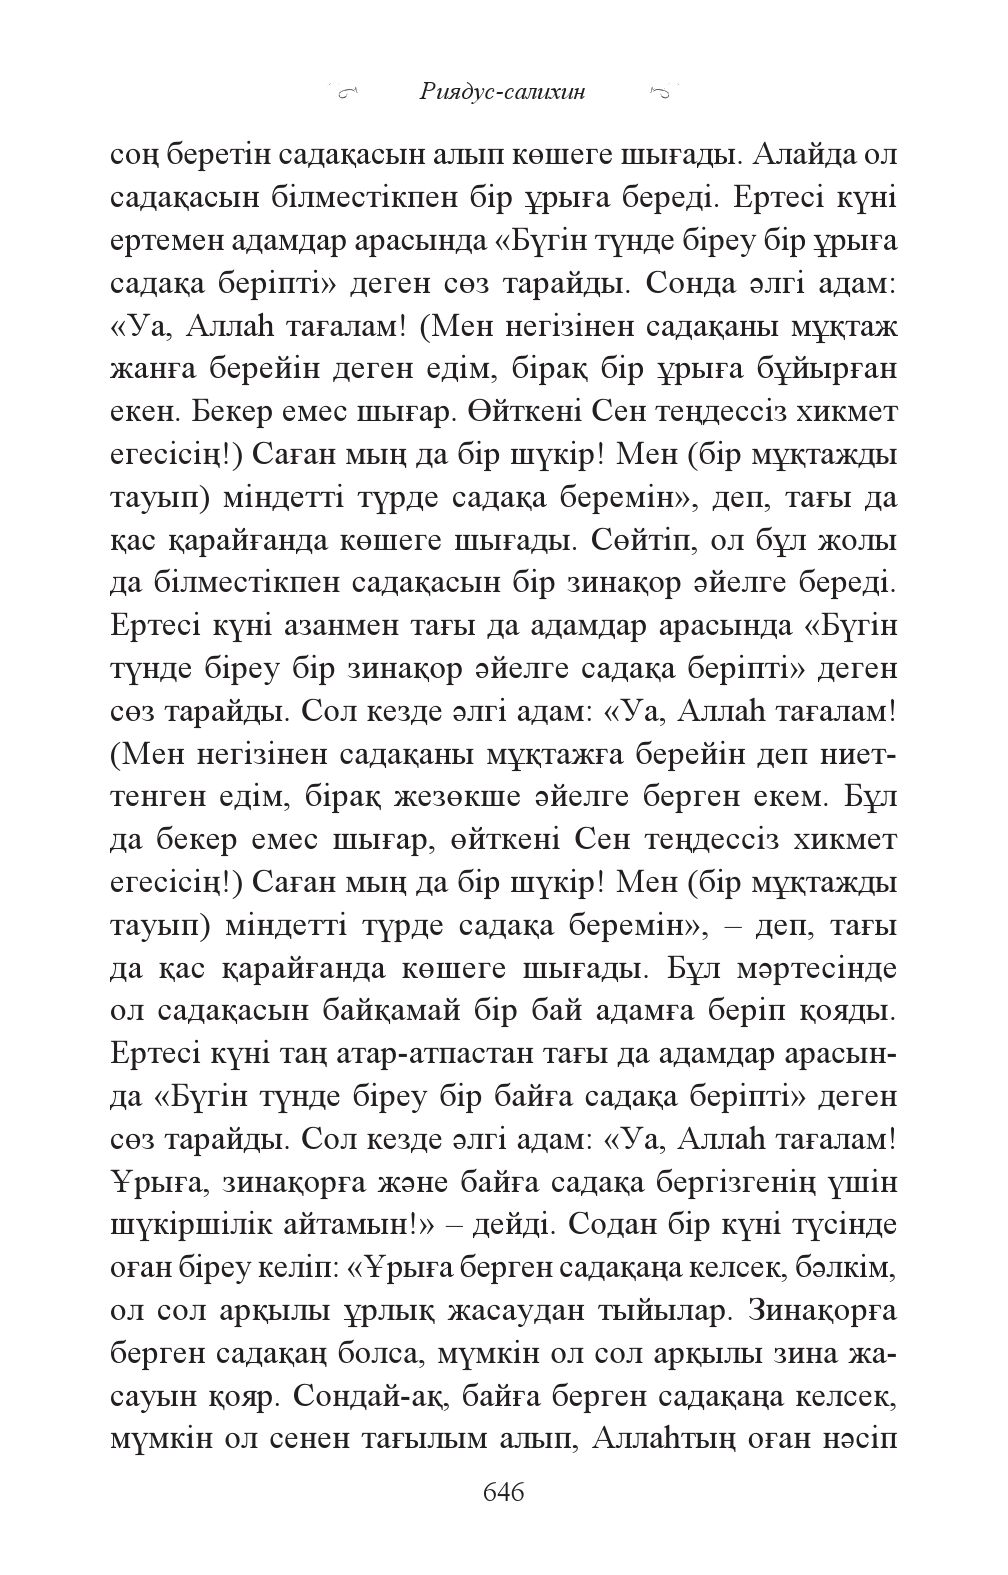 Риядус-салихин
соң беретін садақасын алып көшеге шығады. Алайда ол
садақасын білместікпен бір ұрыға береді. Ертесі күні
ертемен адамдар арасында «Бүгін түнде біреу бір ұрыға
садақа беріпті» деген сөз тарайды. Сонда әлгі адам:
«Уа, Аллаһ тағалам! (Мен негізінен садақаны мұқтаж
жанға берейін деген едім, бірақ бір ұрыға бұйырған
екен. Бекер емес шығар. Өйткені Сен теңдессіз хикмет
егесісің!) Саған мың да бір шүкір! Мен (бір мұқтажды
тауып) міндетті түрде садақа беремін», деп, тағы да
қас қарайғанда көшеге шығады. Сөйтіп, ол бұл жолы
да білместікпен садақасын бір зинақор әйелге береді.
Ертесі күні азанмен тағы да адамдар арасында «Бүгін
түнде біреу бір зинақор әйелге садақа беріпті» деген
сөз тарайды. Сол кезде әлгі адам: «Уа, Аллаһ тағалам!
(Мен негізінен садақаны мұқтажға берейін деп ниет-
тенген едім, бірақ жезөкше әйелге берген екем. Бұл
да бекер емес шығар, өйткені Сен теңдессіз хикмет
егесісің!) Саған мың да бір шүкір! Мен (бір мұқтажды
тауып) міндетті түрде садақа беремін», – деп, тағы
да қас қарайғанда көшеге шығады. Бұл мәртесінде
ол садақасын байқамай бір бай адамға беріп қояды.
Ертесі күні таң атар-атпастан тағы да адамдар арасын-
да «Бүгін түнде біреу бір байға садақа беріпті» деген
сөз тарайды. Сол кезде әлгі адам: «Уа, Аллаһ тағалам!
Ұрыға, зинақорға және байға садақа бергізгенің үшін
шүкіршілік айтамын!» – дейді. Содан бір күні түсінде
оған біреу келіп: «Ұрыға берген садақаңа келсек, бәлкім,
ол сол арқылы ұрлық жасаудан тыйылар. Зинақорға
берген садақаң болса, мүмкін ол сол арқылы зина жа-
сауын қояр. Сондай-ақ, байға берген садақаңа келсек,
мүмкін ол сенен тағылым алып, Аллаһтың оған нәсіп
646